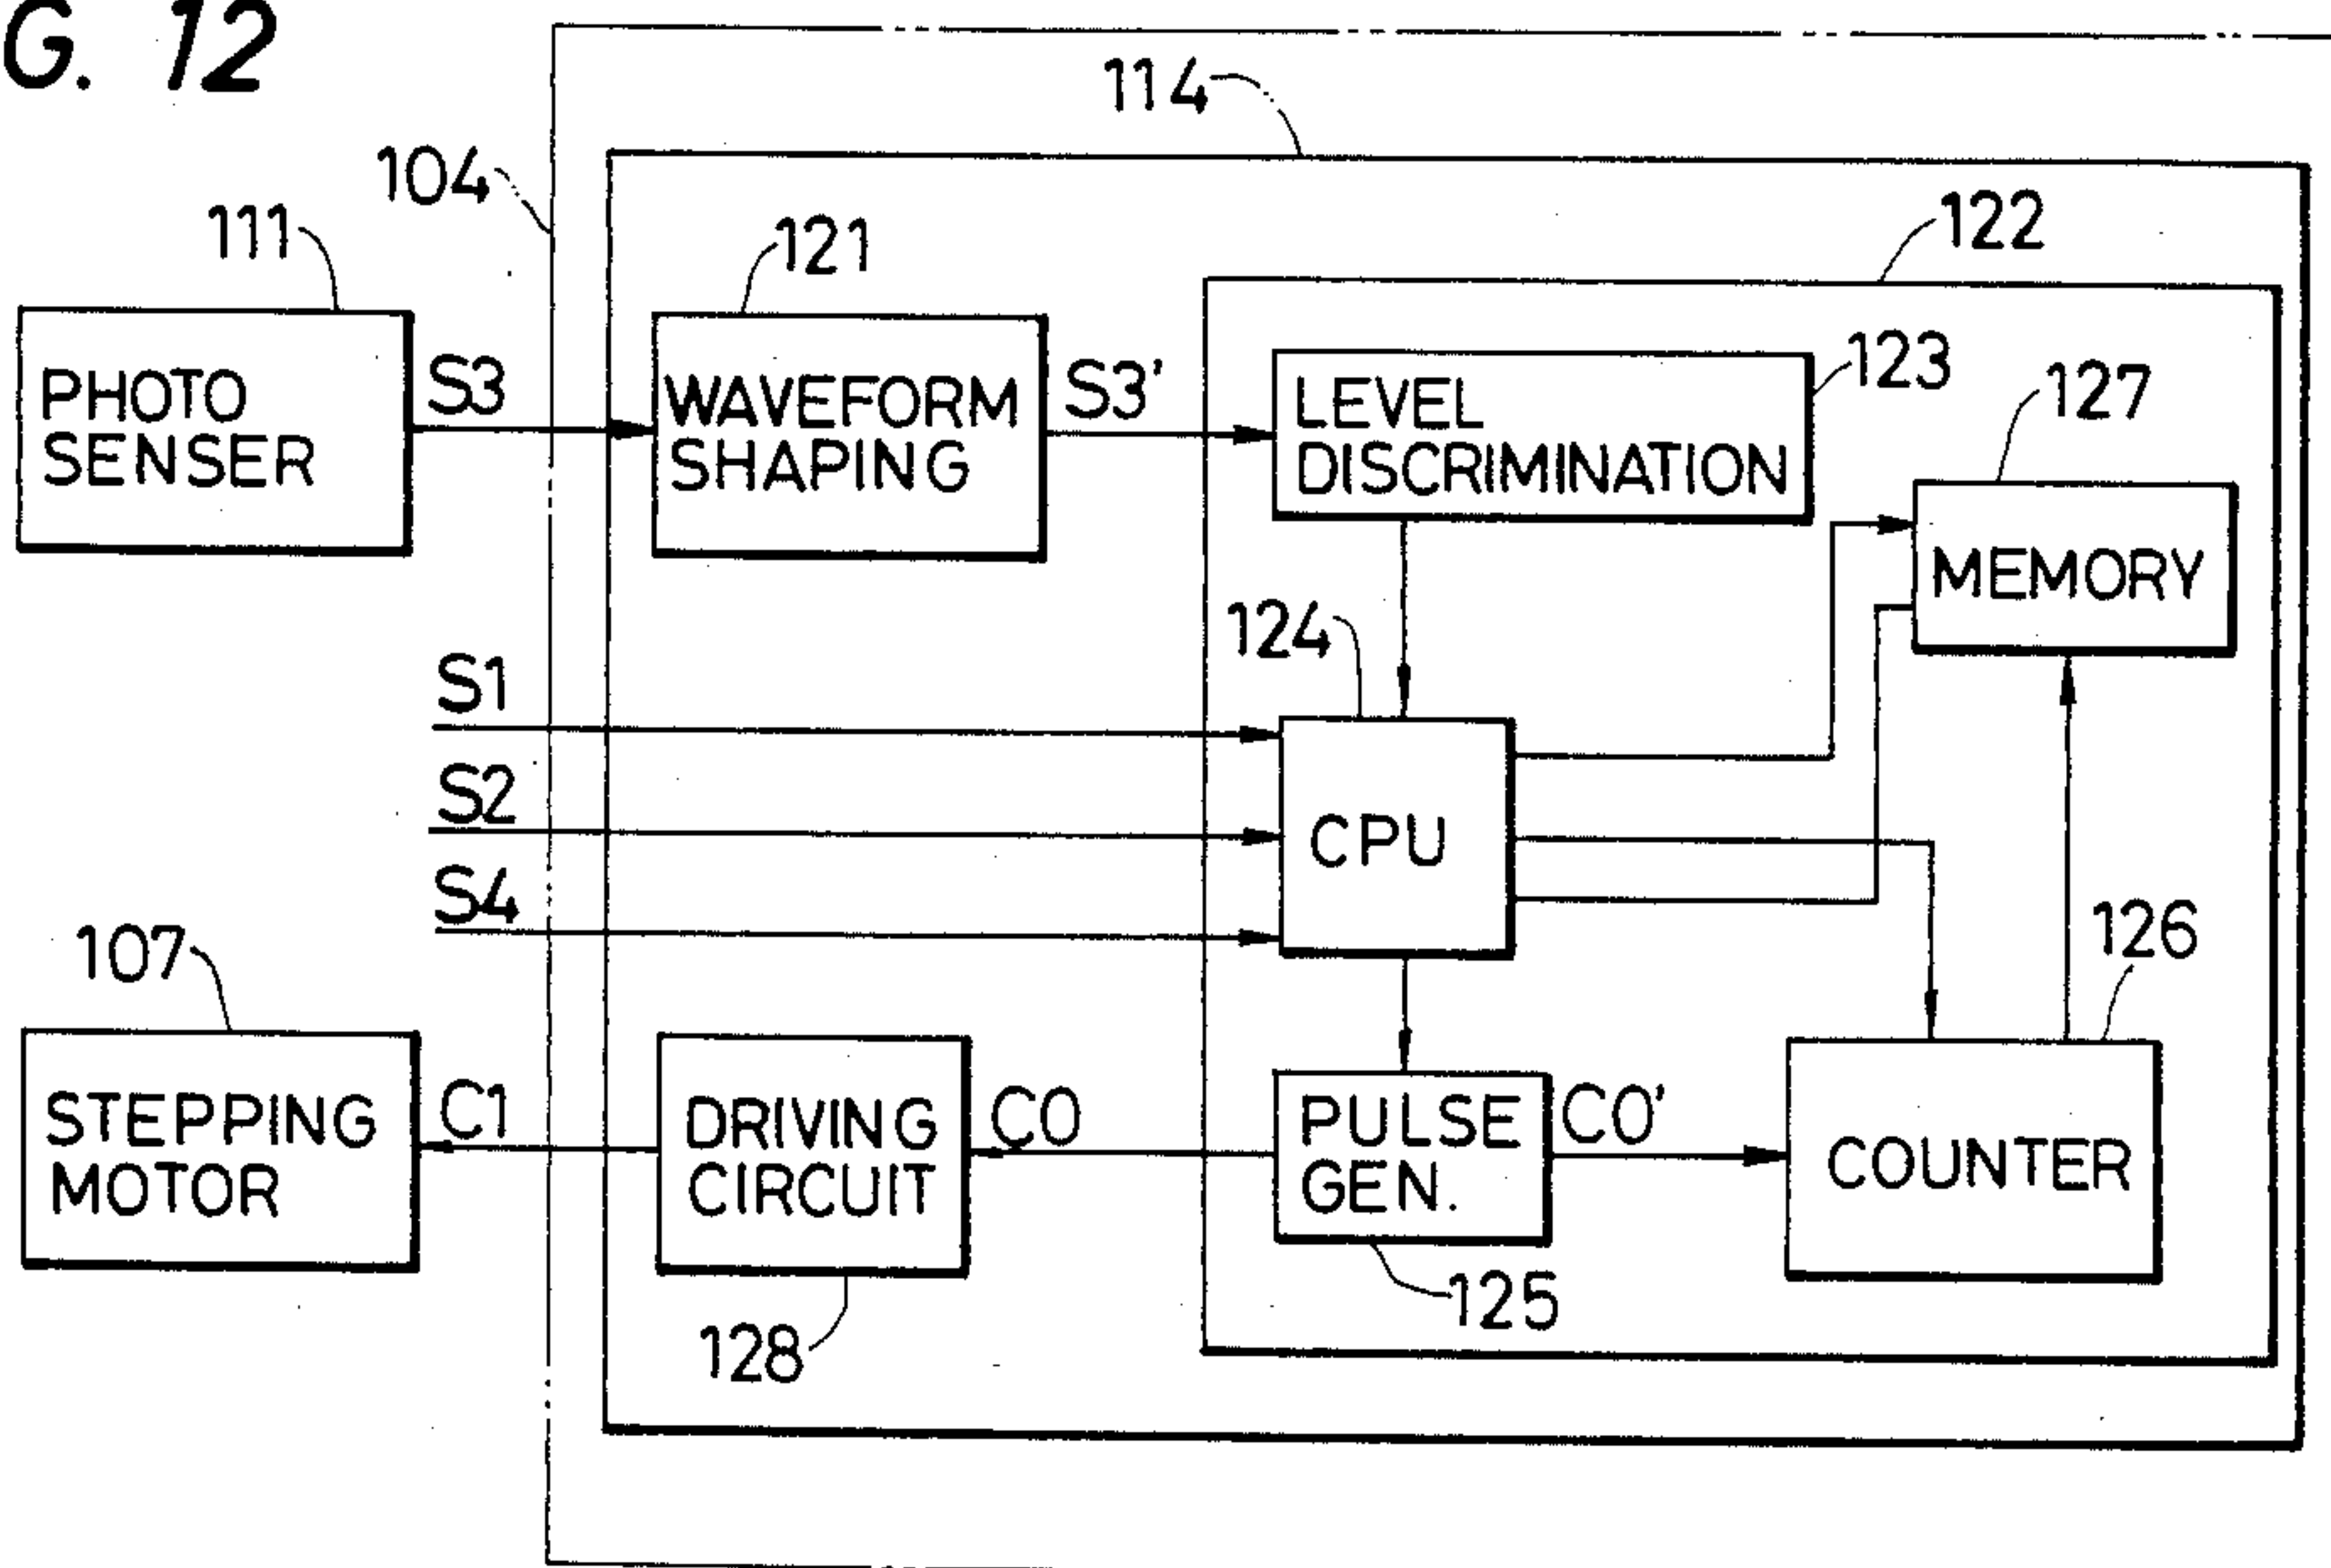 G. 12
114
104
111
121
122
123
127
PHOTO
SENSER
S3
WAVEFORM
SHAPING
S3'
LEVEL
DISCRIMINATION
MEMORY
124
S1
S2
S4
CPU
107
126
STEPPING
MOTOR
C1
DRIVING
CIRCUIT
C0
PULSE
GEN.
C0'
COUNTER
125
128